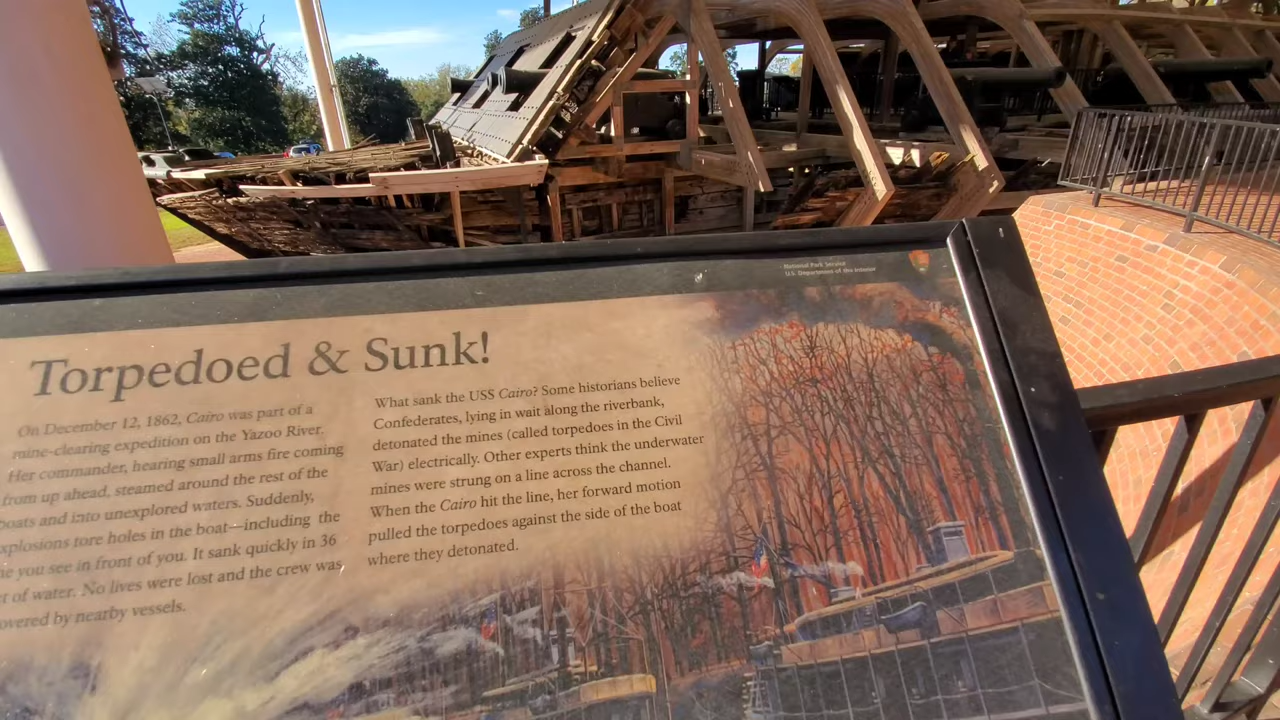 National Park Service
U.S. Department of the Interior
Torpedoed & Sunk!
On December 12, 1862, Cairo was part of a
mine-clearing expedition on the Yazoo River.
Her commander, hearing small arms fire coming
from up ahead, steamed around the rest of the
boats and into unexplored waters. Suddenly,
xplosions tore holes in the boat—including the
e you see in front of you. It sank quickly in 36
t of water. No lives were lost and the crew was
overed by nearby vessels.
What sank the USS Cairo? Some historians believe
Confederates, lying in wait along the riverbank,
detonated the mines (called torpedoes in the Civil
War) electrically. Other experts think the underwater
mines were strung on a line across the channel.
When the Cairo hit the line, her forward motion
pulled the torpedoes against the side of the boat
where they detonated.